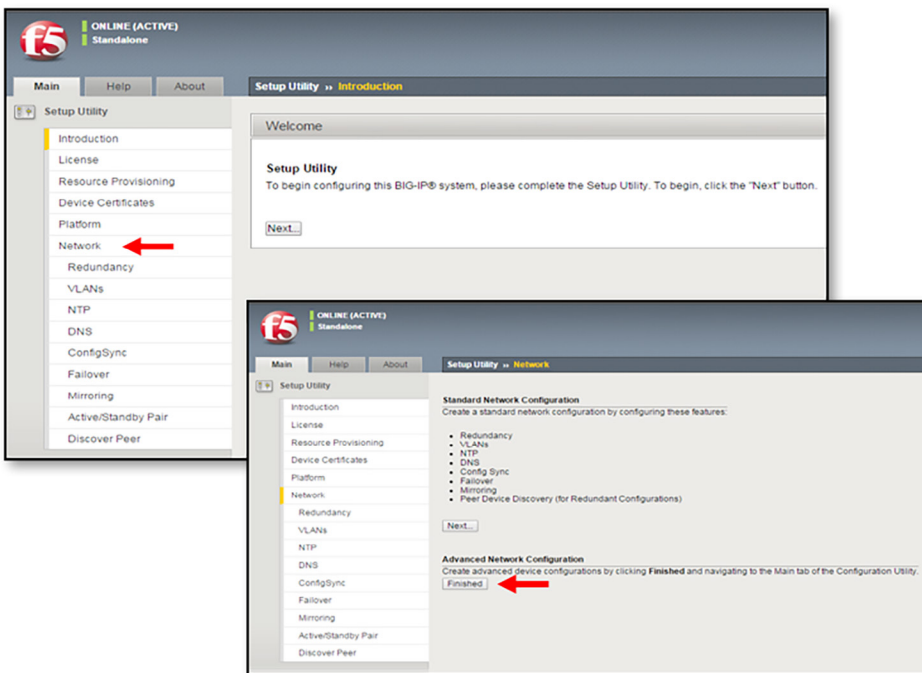 f5
ONLINE (ACTIVE)
Standalone
Main Help About
Setup Utility
Introduction
License
Resource Provisioning
Device Certificates
Platform
Network
Redundancy
VLANs
NTP
DNS
ConfigSync
Failover
Mirroring
Active/Standby Pair
Discover Peer
Setup Utility ›› Introduction
Welcome
Setup Utility
To begin configuring this BIG-IP® system, please complete the Setup Utility. To begin, click the "Next" button.
Next...
f5
ONLINE (ACTIVE)
Standalone
Main Help About
Setup Utility
Introduction
License
Resource Provisioning
Device Certificates
Platform
Network
Redundancy
VLANs
NTP
DNS
ConfigSync
Failover
Mirroring
Active/Standby Pair
Discover Peer
Setup Utility ›› Network
Standard Network Configuration
Create a standard network configuration by configuring these features:
• Redundancy
• VLANs
• NTP
• DNS
• Config Sync
• Failover
• Mirroring
• Peer Device Discovery (for Redundant Configurations)
Next...
Advanced Network Configuration
Create advanced device configurations by clicking Finished and navigating to the Main tab of the Configuration Utility.
Finished